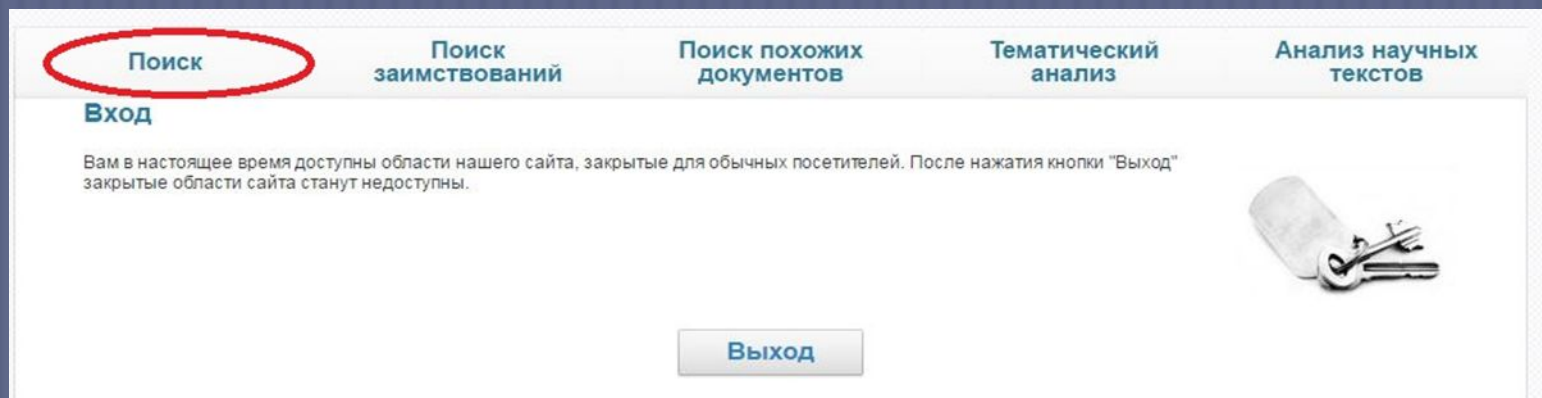 Поиск
Поиск
заимствований
Поиск похожих
документов
Тематический
анализ
Анализ научных
текстов
Вход
Вам в настоящее время доступны области нашего сайта, закрытые для обычных посетителей. После нажатия кнопки "Выход"
закрытые области сайта станут недоступны.
Выход